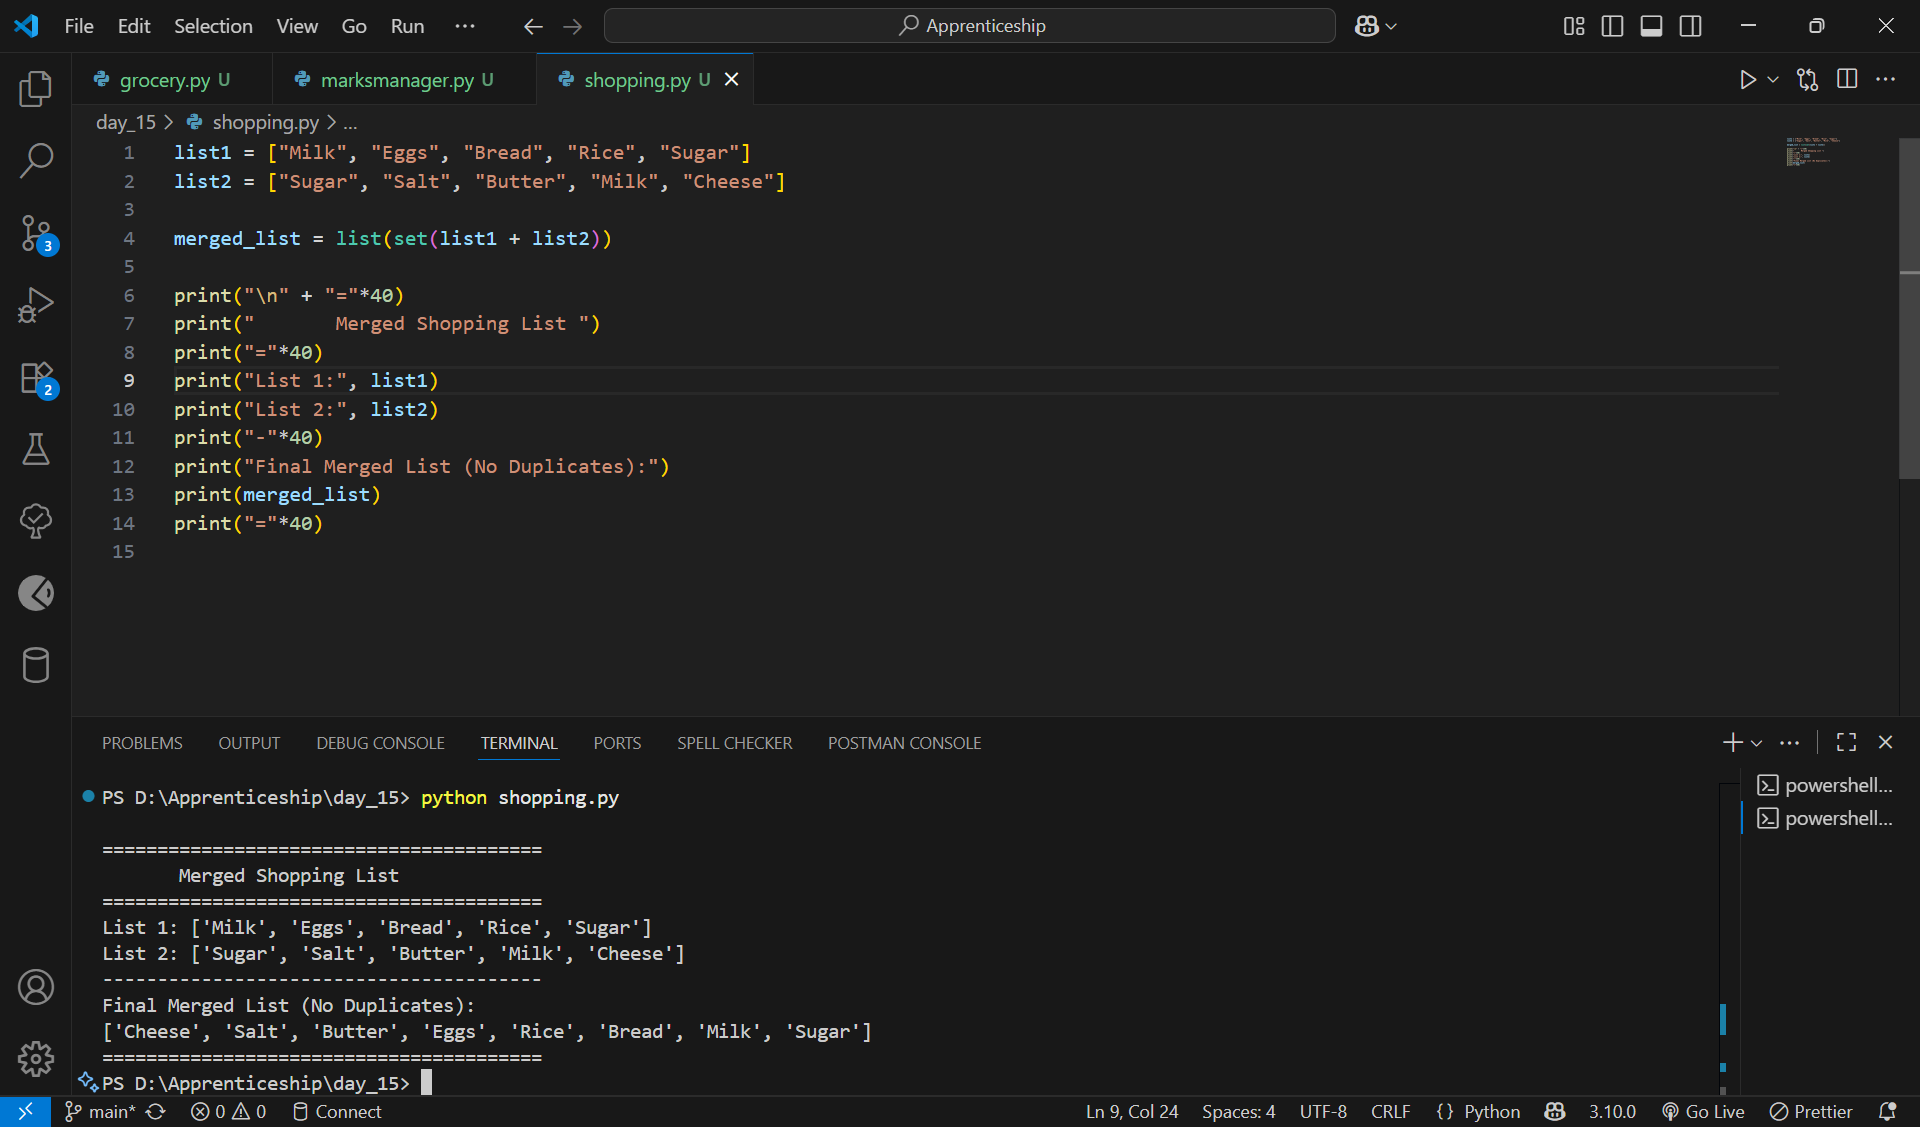 File Edit Selection View Go Run ··· Apprenticeship
grocery.py U marksmanager.py U shopping.py U
day_15 > shopping.py > ...
1 list1 = ["Milk", "Eggs", "Bread", "Rice", "Sugar"]
2 list2 = ["Sugar", "Salt", "Butter", "Milk", "Cheese"]
3
4 merged_list = list(set(list1 + list2))
5
6 print("\n" + "="*40)
7 print("       Merged Shopping List ")
8 print("="*40)
9 print("List 1:", list1)
10 print("List 2:", list2)
11 print("-"*40)
12 print("Final Merged List (No Duplicates):")
13 print(merged_list)
14 print("="*40)
15
3
2
PROBLEMS OUTPUT DEBUG CONSOLE TERMINAL PORTS SPELL CHECKER POSTMAN CONSOLE
powershell...
powershell...
PS D:\Apprenticeship\day_15> python shopping.py
========================================
       Merged Shopping List
========================================
List 1: ['Milk', 'Eggs', 'Bread', 'Rice', 'Sugar']
List 2: ['Sugar', 'Salt', 'Butter', 'Milk', 'Cheese']
----------------------------------------
Final Merged List (No Duplicates):
['Cheese', 'Salt', 'Butter', 'Eggs', 'Rice', 'Bread', 'Milk', 'Sugar']
========================================
PS D:\Apprenticeship\day_15>
main* 0 0 Connect Ln 9, Col 24 Spaces: 4 UTF-8 CRLF {} Python 3.10.0 Go Live Prettier